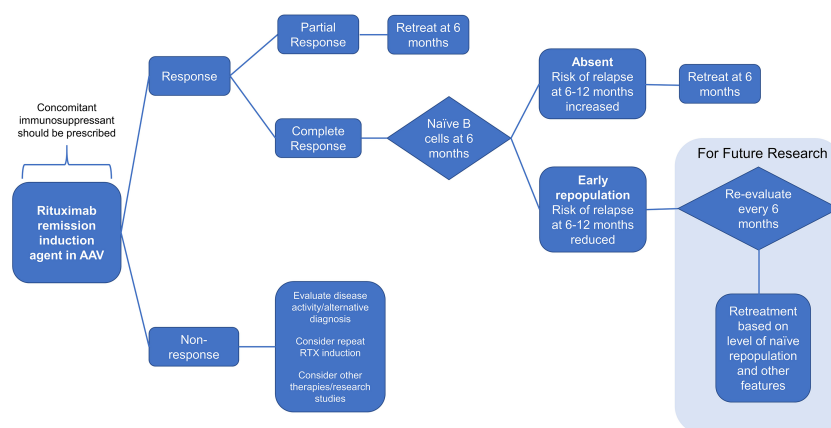 Concomitant
immunosuppressant
should be prescribed
Rituximab
remission
induction
agent in AAV
Response
Partial
Response
Retreat at 6
months
Complete
Response
Naïve B
cells at 6
months
Absent
Risk of relapse
at 6-12 months
increased
Retreat at 6
months
Early
repopulation
Risk of relapse
at 6-12 months
reduced
For Future Research
Re-evaluate
every 6
months
Retreatment
based on
level of naïve
repopulation
and other
features
Non-
response
Evaluate disease
activity/alternative
diagnosis
Consider repeat
RTX induction
Consider other
therapies/research
studies